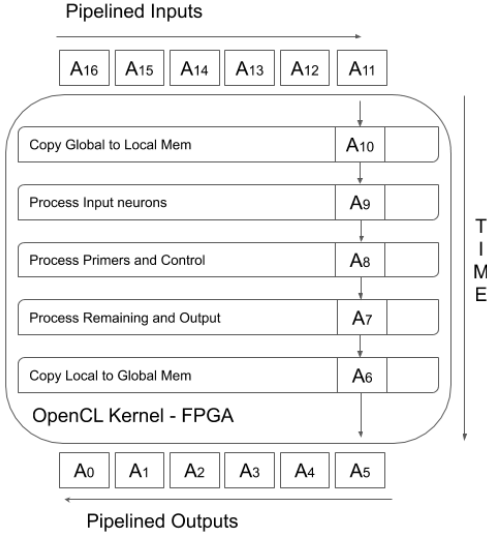 Pipelined Inputs
A16 A15 A14 A13 A12 A11
Copy Global to Local Mem A10
Process Input neurons A9
Process Primers and Control A8
Process Remaining and Output A7
Copy Local to Global Mem A6
OpenCL Kernel - FPGA
T
I
M
E
A0 A1 A2 A3 A4 A5
Pipelined Outputs